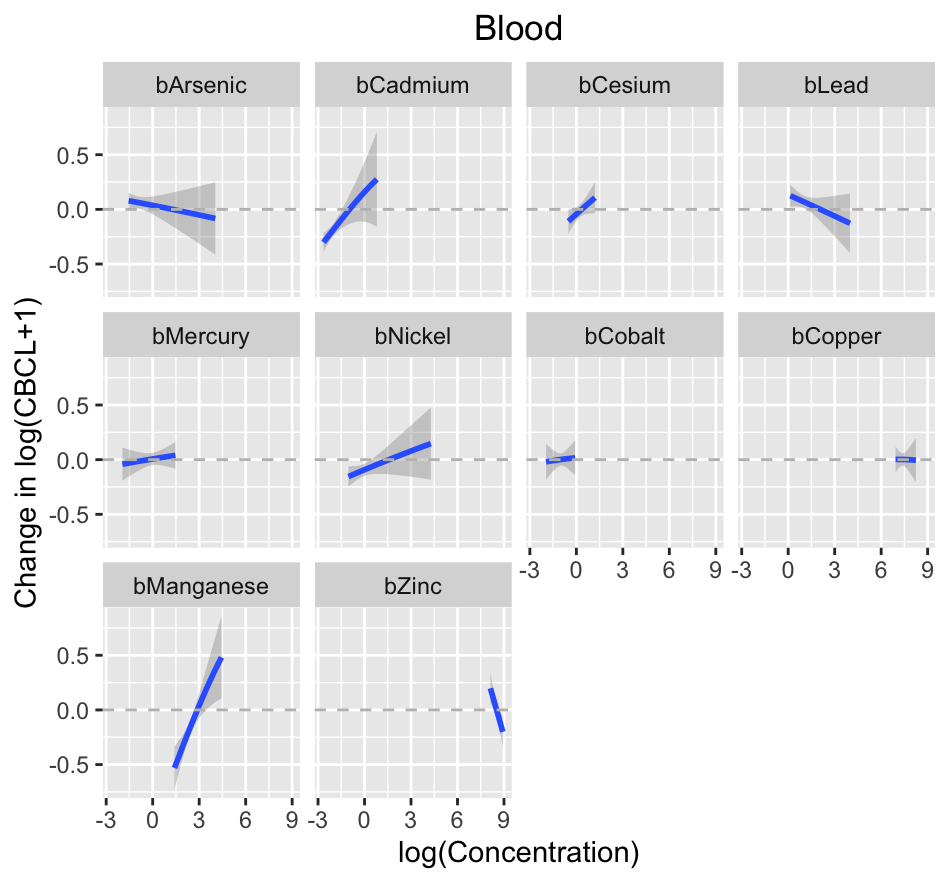 Blood
bArsenic bCadmium bCesium bLead
0.5
0.0
-0.5
bMercury bNickel bCobalt bCopper
0.5
0.0
-0.5
-3 0 3 6 9 -3 0 3 6 9
bManganese bZinc
0.5
0.0
-0.5
-3 0 3 6 9 -3 0 3 6 9
Change in log(CBCL+1)
log(Concentration)